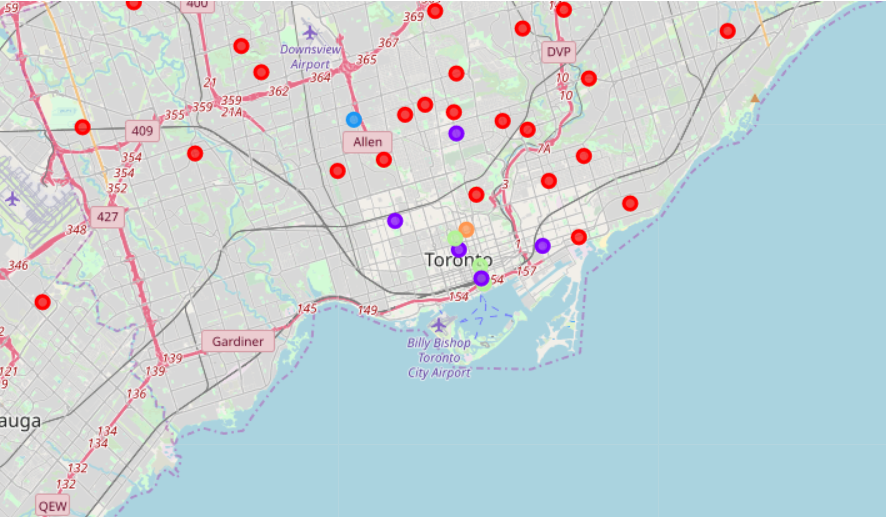 59
400
369
Downsview
Airport
367
365
DVP
364
21
10
362
10
359
21A
359
355
409
Allen
7A
354
354
3
352
427
348
1
Toronto
346
157
54
154
145
149
Billy Bishop
Toronto
City Airport
Gardiner
2
139
121
139
9
136
auga
134
134
132
132
QEW